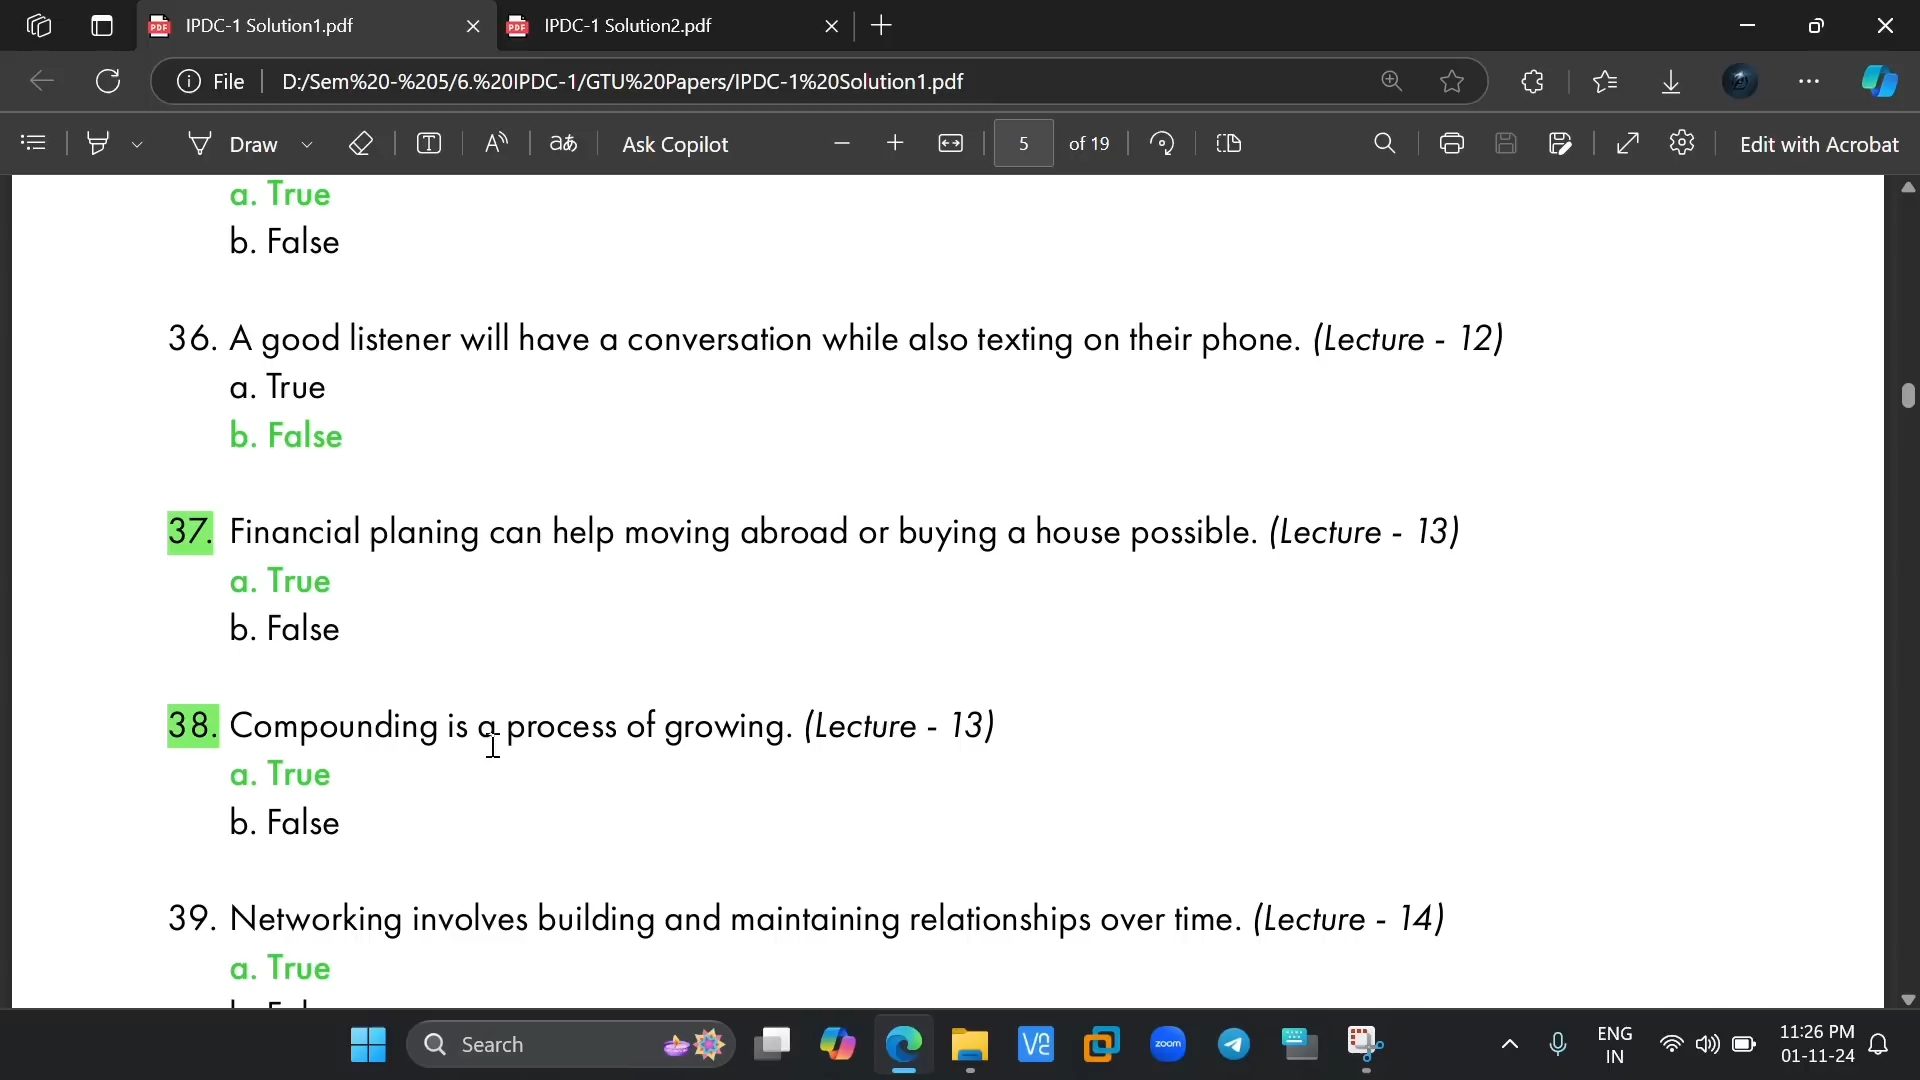 IPDC-1 Solution1.pdf
IPDC-1 Solution2.pdf
File
D:/Sem%20-%205/6.%20IPDC-1/GTU%20Papers/IPDC-1%20Solution1.pdf
Draw
Ask Copilot
5 of 19
Edit with Acrobat
a. True
b. False
36. A good listener will have a conversation while also texting on their phone. (Lecture - 12)
a. True
b. False
37. Financial planing can help moving abroad or buying a house possible. (Lecture - 13)
a. True
b. False
38. Compounding is a process of growing. (Lecture - 13)
a. True
b. False
39. Networking involves building and maintaining relationships over time. (Lecture - 14)
a. True
Search
zoom
ENG
IN
11:26 PM
01-11-24